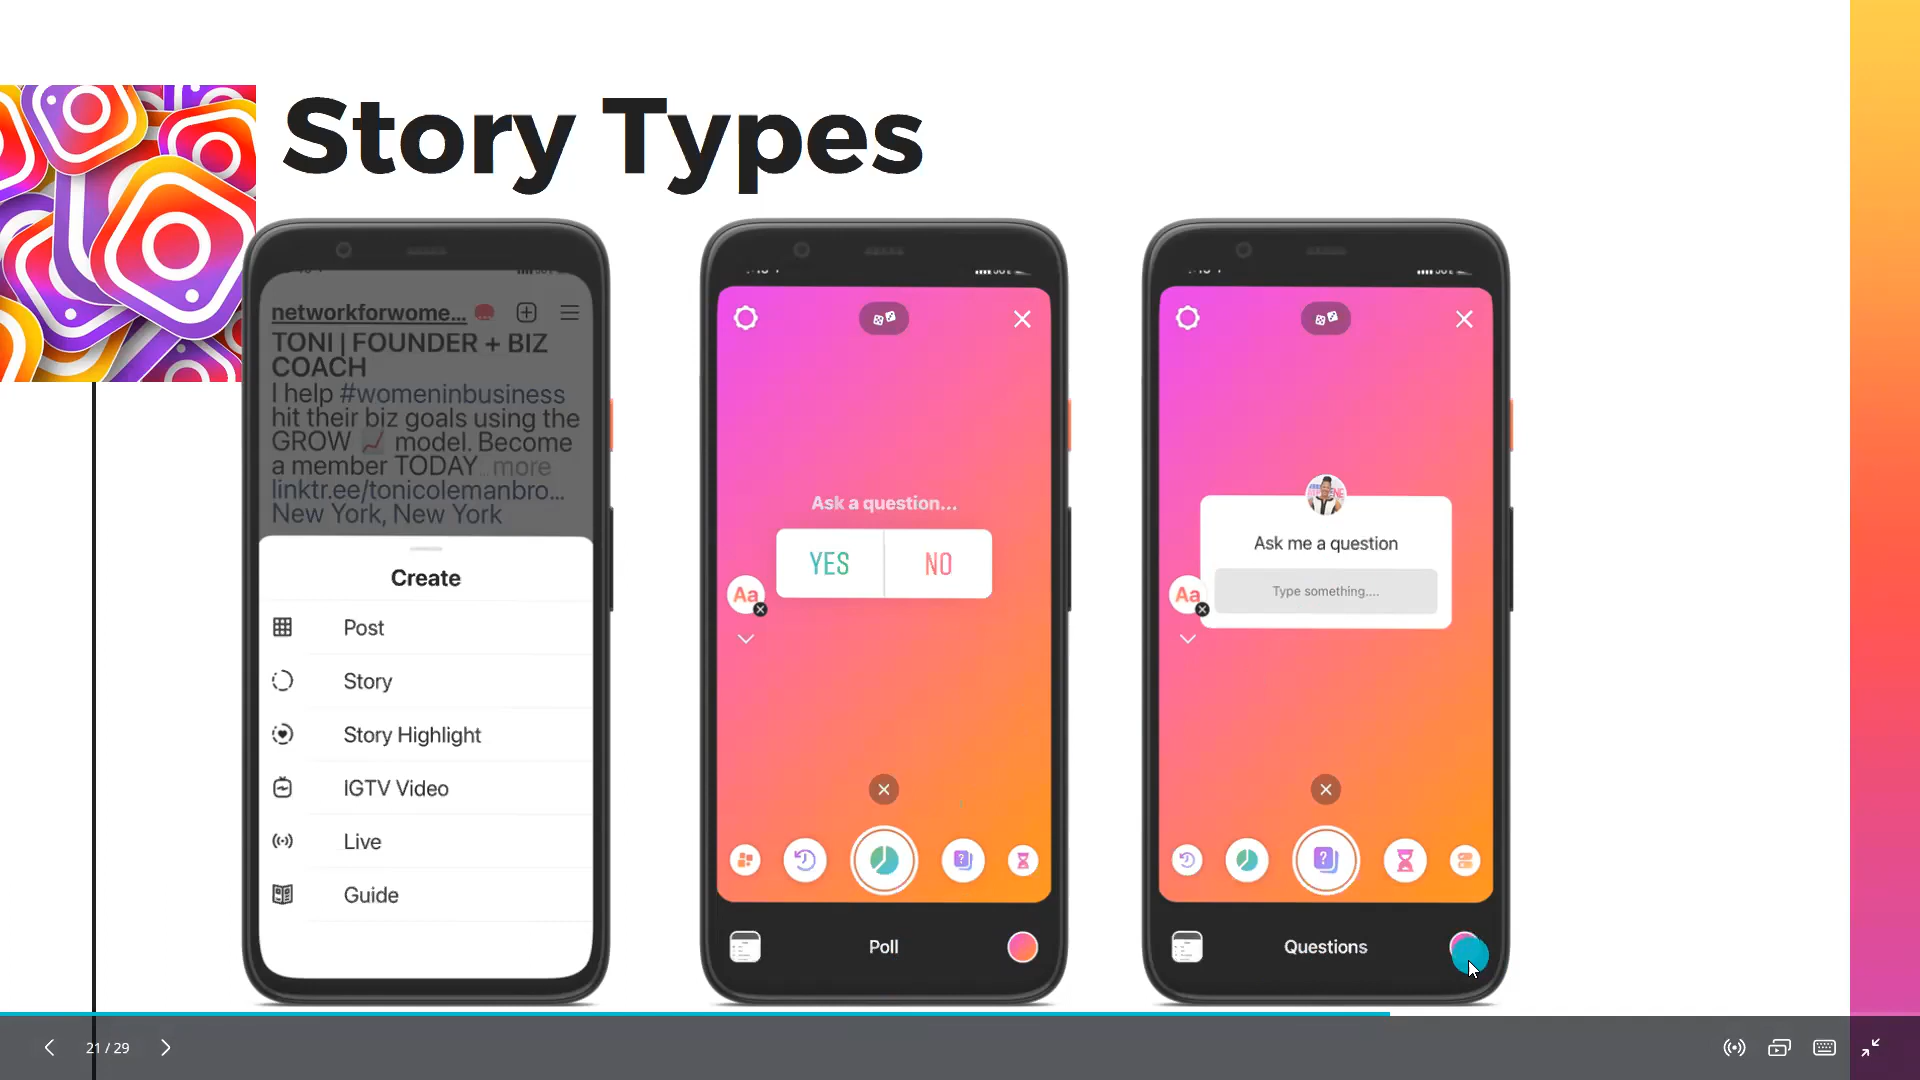 Story Types
networkforwome...
TONI | FOUNDER + BIZ
COACH
I help #womeninbusiness
hit their biz goals using the
GROW 📈 model. Become
a member TODAY... more
linktr.ee/tonicolemanbro...
New York, New York
Create
Post
Story
Story Highlight
IGTV Video
Live
Guide
Ask a question...
YES NO
Aa
Poll
Ask me a question
Type something....
Aa
Questions
21 / 29